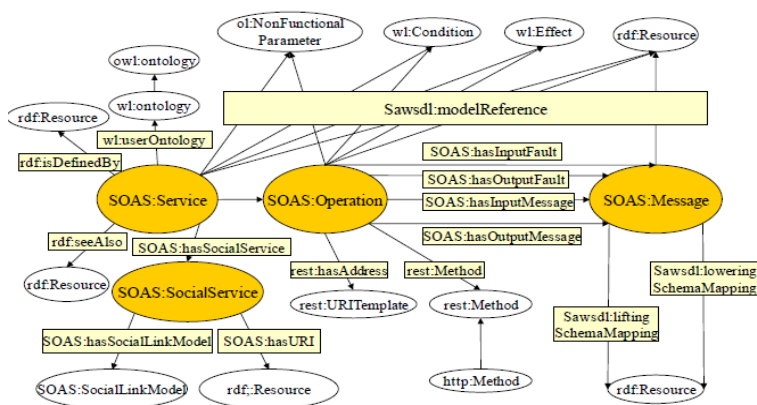 ol:NonFunctional
Parameter
wl:Condition
wl:Effect
rdf:Resource
owl:ontology
wl:ontology
rdf:Resource
Sawsdl:modelReference
wl:userOntology
rdf:isDefinedBy
SOAS:hasInputFault
SOAS:hasOutputFault
SOAS:Service
SOAS:Operation
SOAS:hasInputMessage
SOAS:Message
SOAS:hasOutputMessage
rdf:seeAlso
SOAS:hasSocialService
rest:hasAddress
rest:Method
Sawsdl:lowering
SchemaMapping
rdf:Resource
SOAS:SocialService
rest:URITemplate
rest:Method
Sawsdl:lifting
SchemaMapping
SOAS:hasSocialLinkModel
SOAS:hasURI
SOAS:SocialLinkModel
rdf;:Resource
http:Method
rdf:Resource